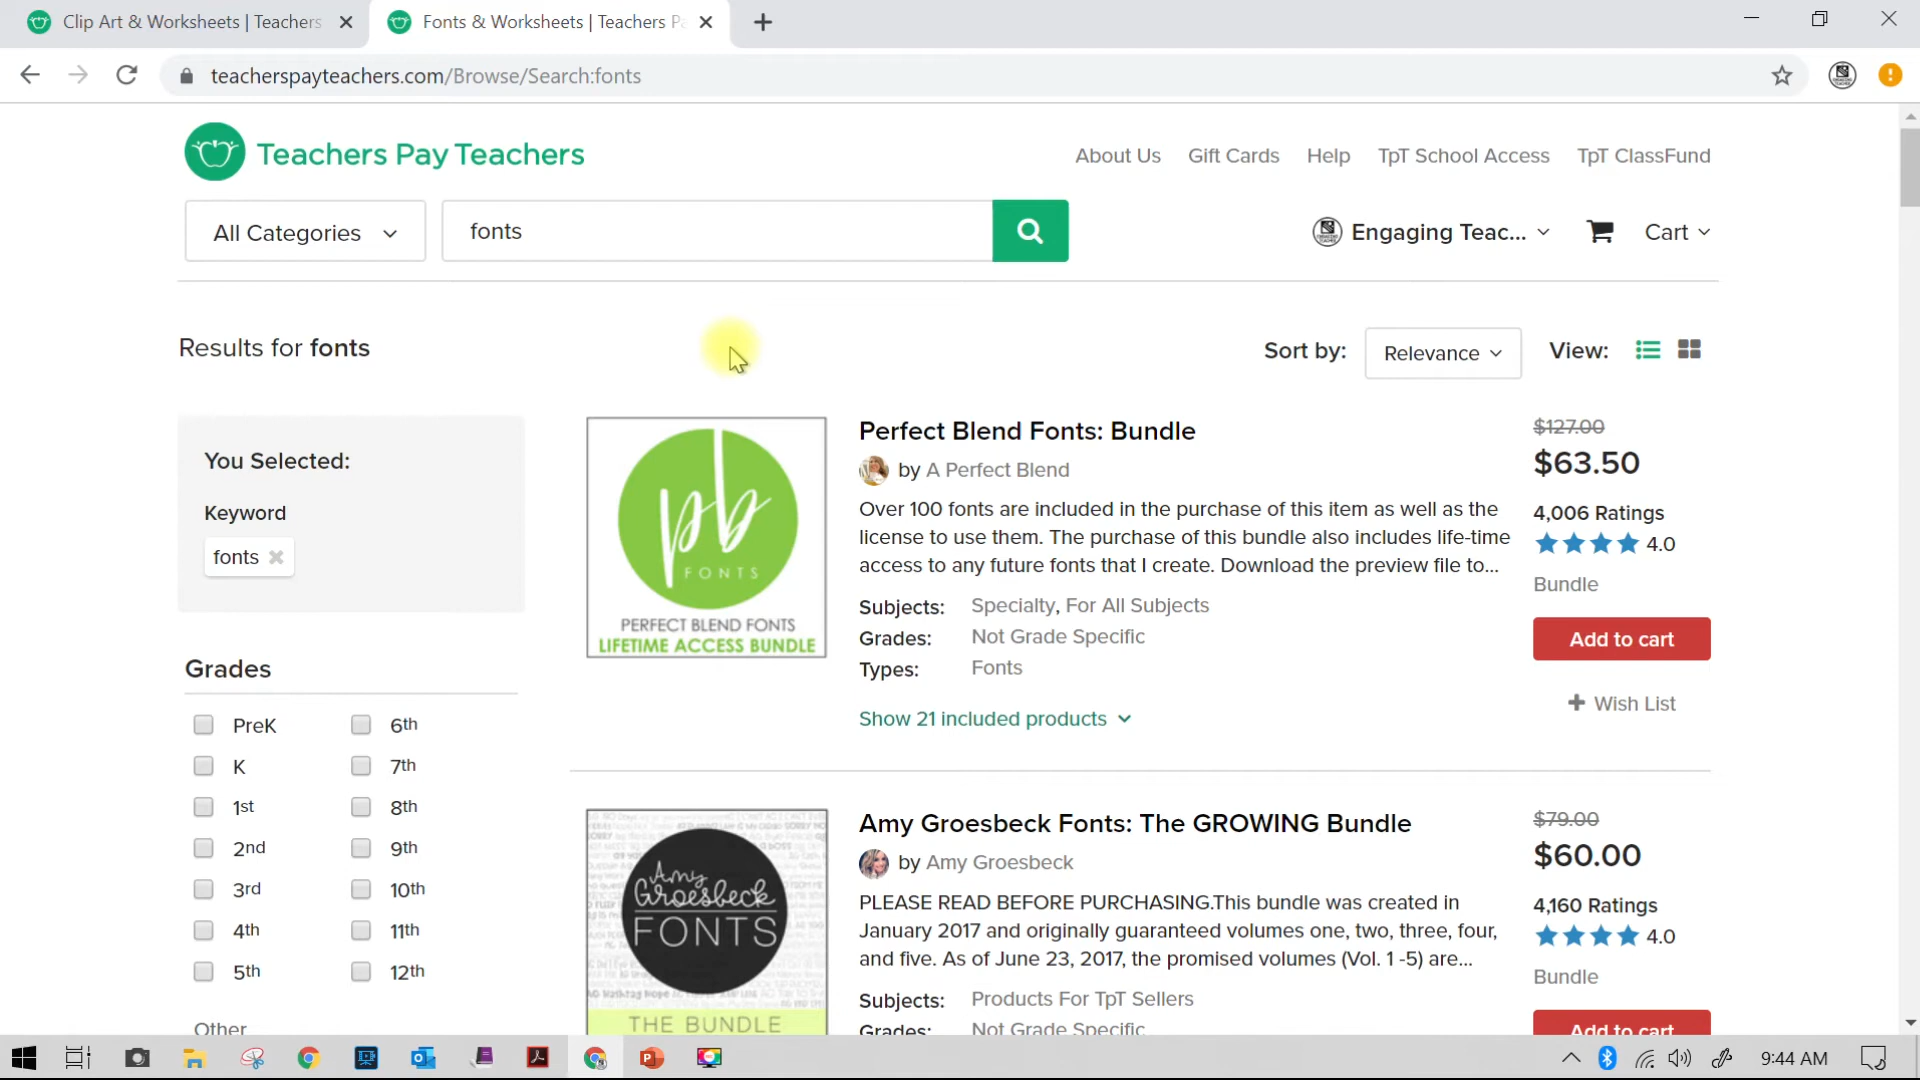 Clip Art & Worksheets | Teachers
Fonts & Worksheets | Teachers Pa
teacherspayteachers.com/Browse/Search:fonts
Teachers Pay Teachers
About Us Gift Cards Help TpT School Access TpT ClassFund
All Categories fonts Engaging Teac... Cart
Results for fonts
Sort by: Relevance View:
You Selected:
Keyword
fonts
Grades
PreK 6th
K 7th
1st 8th
2nd 9th
3rd 10th
4th 11th
5th 12th
Other
pb
FONTS
PERFECT BLEND FONTS
LIFETIME ACCESS BUNDLE
Perfect Blend Fonts: Bundle
by A Perfect Blend
Over 100 fonts are included in the purchase of this item as well as the
license to use them. The purchase of this bundle also includes life-time
access to any future fonts that I create. Download the preview file to...
Subjects: Specialty, For All Subjects
Grades: Not Grade Specific
Types: Fonts
Show 21 included products
$127.00
$63.50
4,006 Ratings
4.0
Bundle
Add to cart
+ Wish List
Amy
Groesbeck
FONTS
THE BUNDLE
Amy Groesbeck Fonts: The GROWING Bundle
by Amy Groesbeck
PLEASE READ BEFORE PURCHASING.This bundle was created in
January 2017 and originally guaranteed volumes one, two, three, four,
and five. As of June 23, 2017, the promised volumes (Vol. 1 -5) are...
Subjects: Products For TpT Sellers
Grades: Not Grade Specific
$79.00
$60.00
4,160 Ratings
4.0
Bundle
Add to cart
9:44 AM